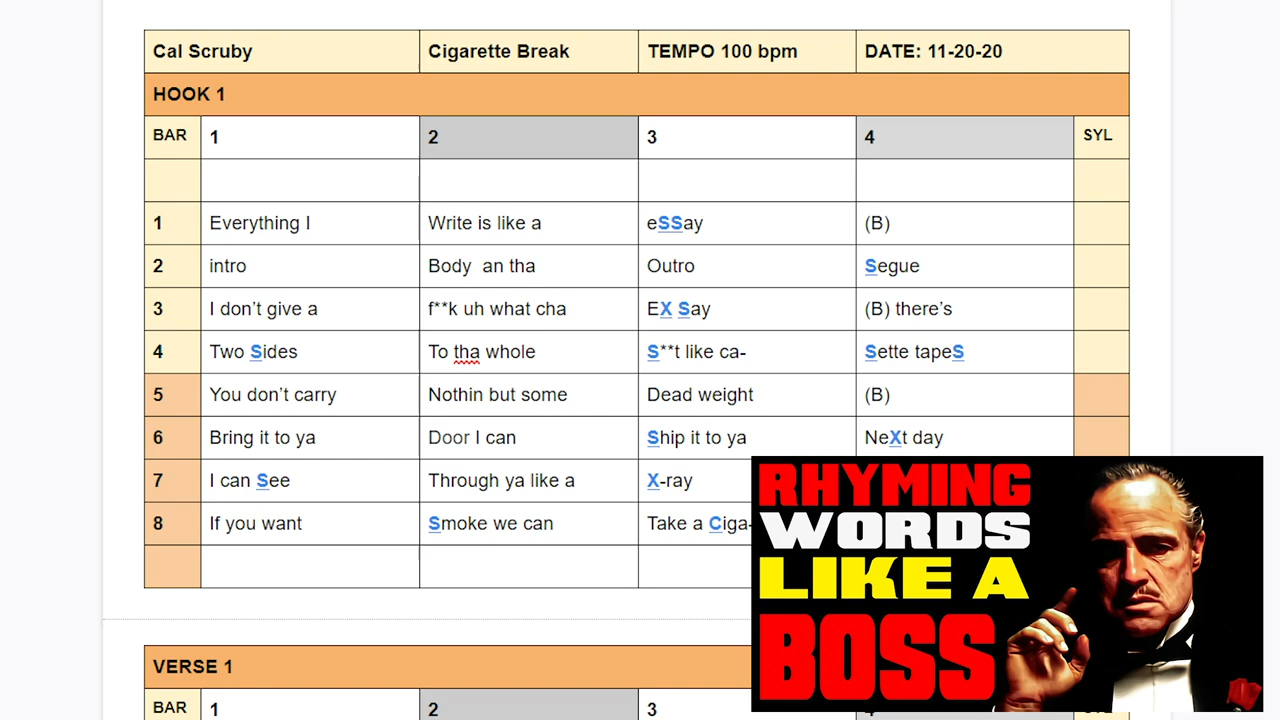 Cal Scruby Cigarette Break TEMPO 100 bpm DATE: 11-20-20
HOOK 1
BAR 1 2 3 4 SYL
1 Everything I Write is like a eSSay (B)
2 intro Body an tha Outro Segue
3 I don't give a f**k uh what cha EX Say (B) there's
4 Two Sides To tha whole S**t like ca- Sette tapeS
5 You don't carry Nothin but some Dead weight (B)
6 Bring it to ya Door I can Ship it to ya NeXt day
7 I can See Through ya like a X-ray
8 If you want Smoke we can Take a Ciga-
RHYMING
WORDS
LIKE A
BOSS
VERSE 1
BAR 1 2 3